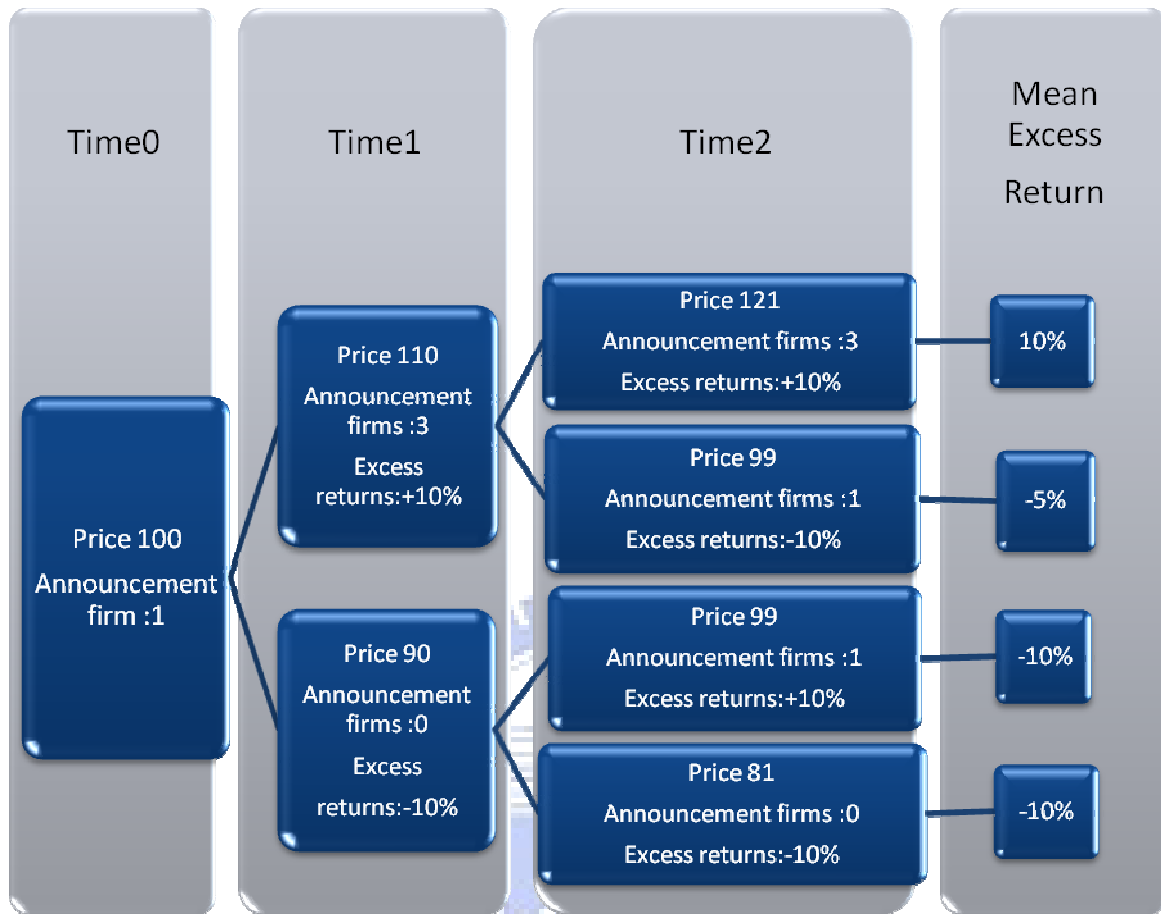 Time0
Time1
Time2
Mean
Excess
Return
Price 100
Announcement
firm :1
Price 110
Announcement
firms :3
Excess
returns:+10%
Price 90
Announcement
firms :0
Excess
returns:-10%
Price 121
Announcement firms :3
Excess returns:+10%
Price 99
Announcement firms :1
Excess returns:-10%
Price 99
Announcement firms :1
Excess returns:+10%
Price 81
Announcement firms :0
Excess returns:-10%
10%
-5%
-10%
-10%